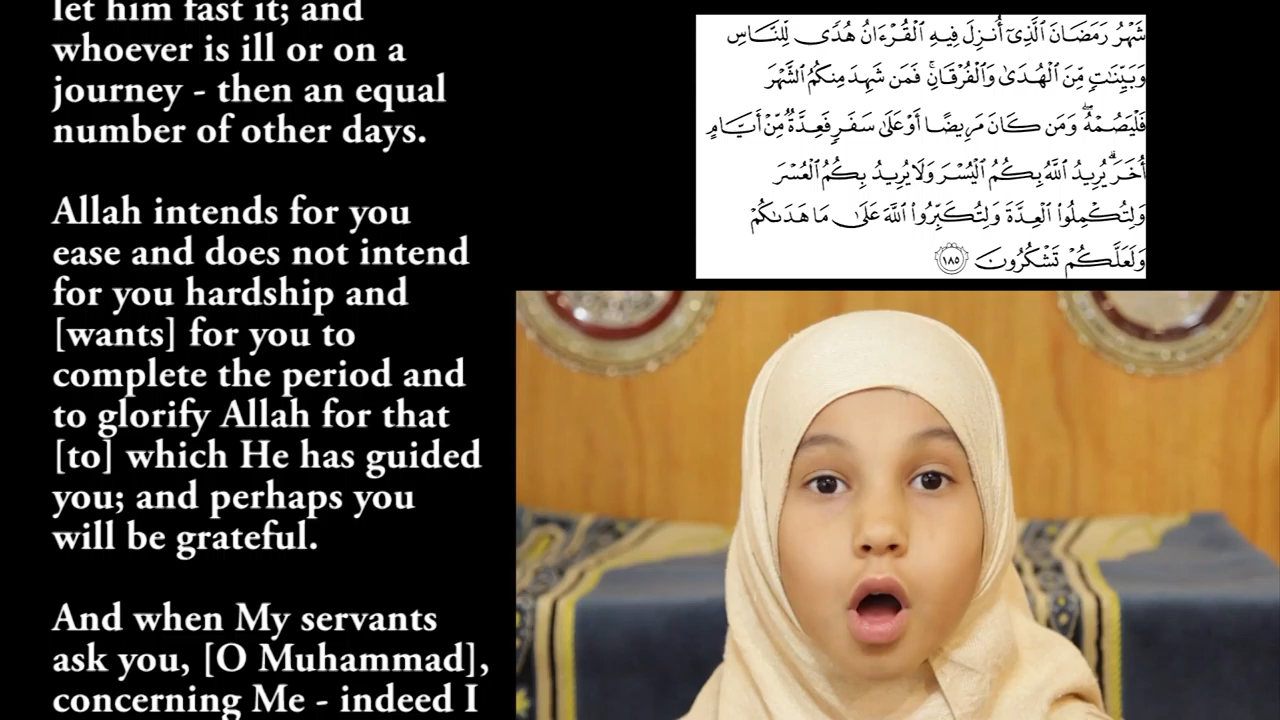 let him fast it; and
whoever is ill or on a
journey - then an equal
number of other days.
Allah intends for you
ease and does not intend
for you hardship and
[wants] for you to
complete the period and
to glorify Allah for that
[to] which He has guided
you; and perhaps you
will be grateful.
And when My servants
ask you, [O Muhammad],
concerning Me - indeed I
شَهْرُ رَمَضَانَ ٱلَّذِىٓ أُنزِلَ فِيهِ ٱلْقُرْءَانُ هُدًى لِّلنَّاسِ
وَبَيِّنَـٰتٍ مِّنَ ٱلْهُدَىٰ وَٱلْفُرْقَانِ ۚ فَمَن شَهِدَ مِنكُمُ ٱلشَّهْرَ
فَلْيَصُمْهُ ۖ وَمَن كَانَ مَرِيضًا أَوْ عَلَىٰ سَفَرٍ فَعِدَّةٌ مِّنْ أَيَّامٍ
أُخَرَ ۗ يُرِيدُ ٱللَّهُ بِكُمُ ٱلْيُسْرَ وَلَا يُرِيدُ بِكُمُ ٱلْعُسْرَ
وَلِتُكْمِلُوا۟ ٱلْعِدَّةَ وَلِتُكَبِّرُوا۟ ٱللَّهَ عَلَىٰ مَا هَدَىٰكُمْ
وَلَعَلَّكُمْ تَشْكُرُونَ ١٨٥